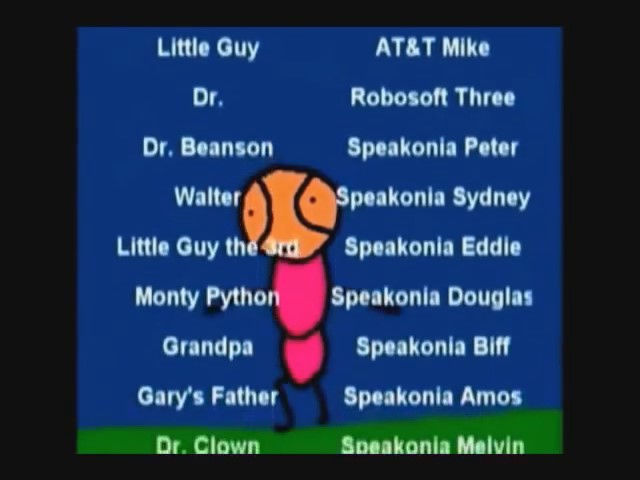 Little Guy AT&T Mike
Dr. Robosoft Three
Dr. Beanson Speakonia Peter
Walter Speakonia Sydney
Little Guy the 3rd Speakonia Eddie
Monty Python Speakonia Douglas
Grandpa Speakonia Biff
Gary's Father Speakonia Amos
Dr. Clown Speakonia Melvin